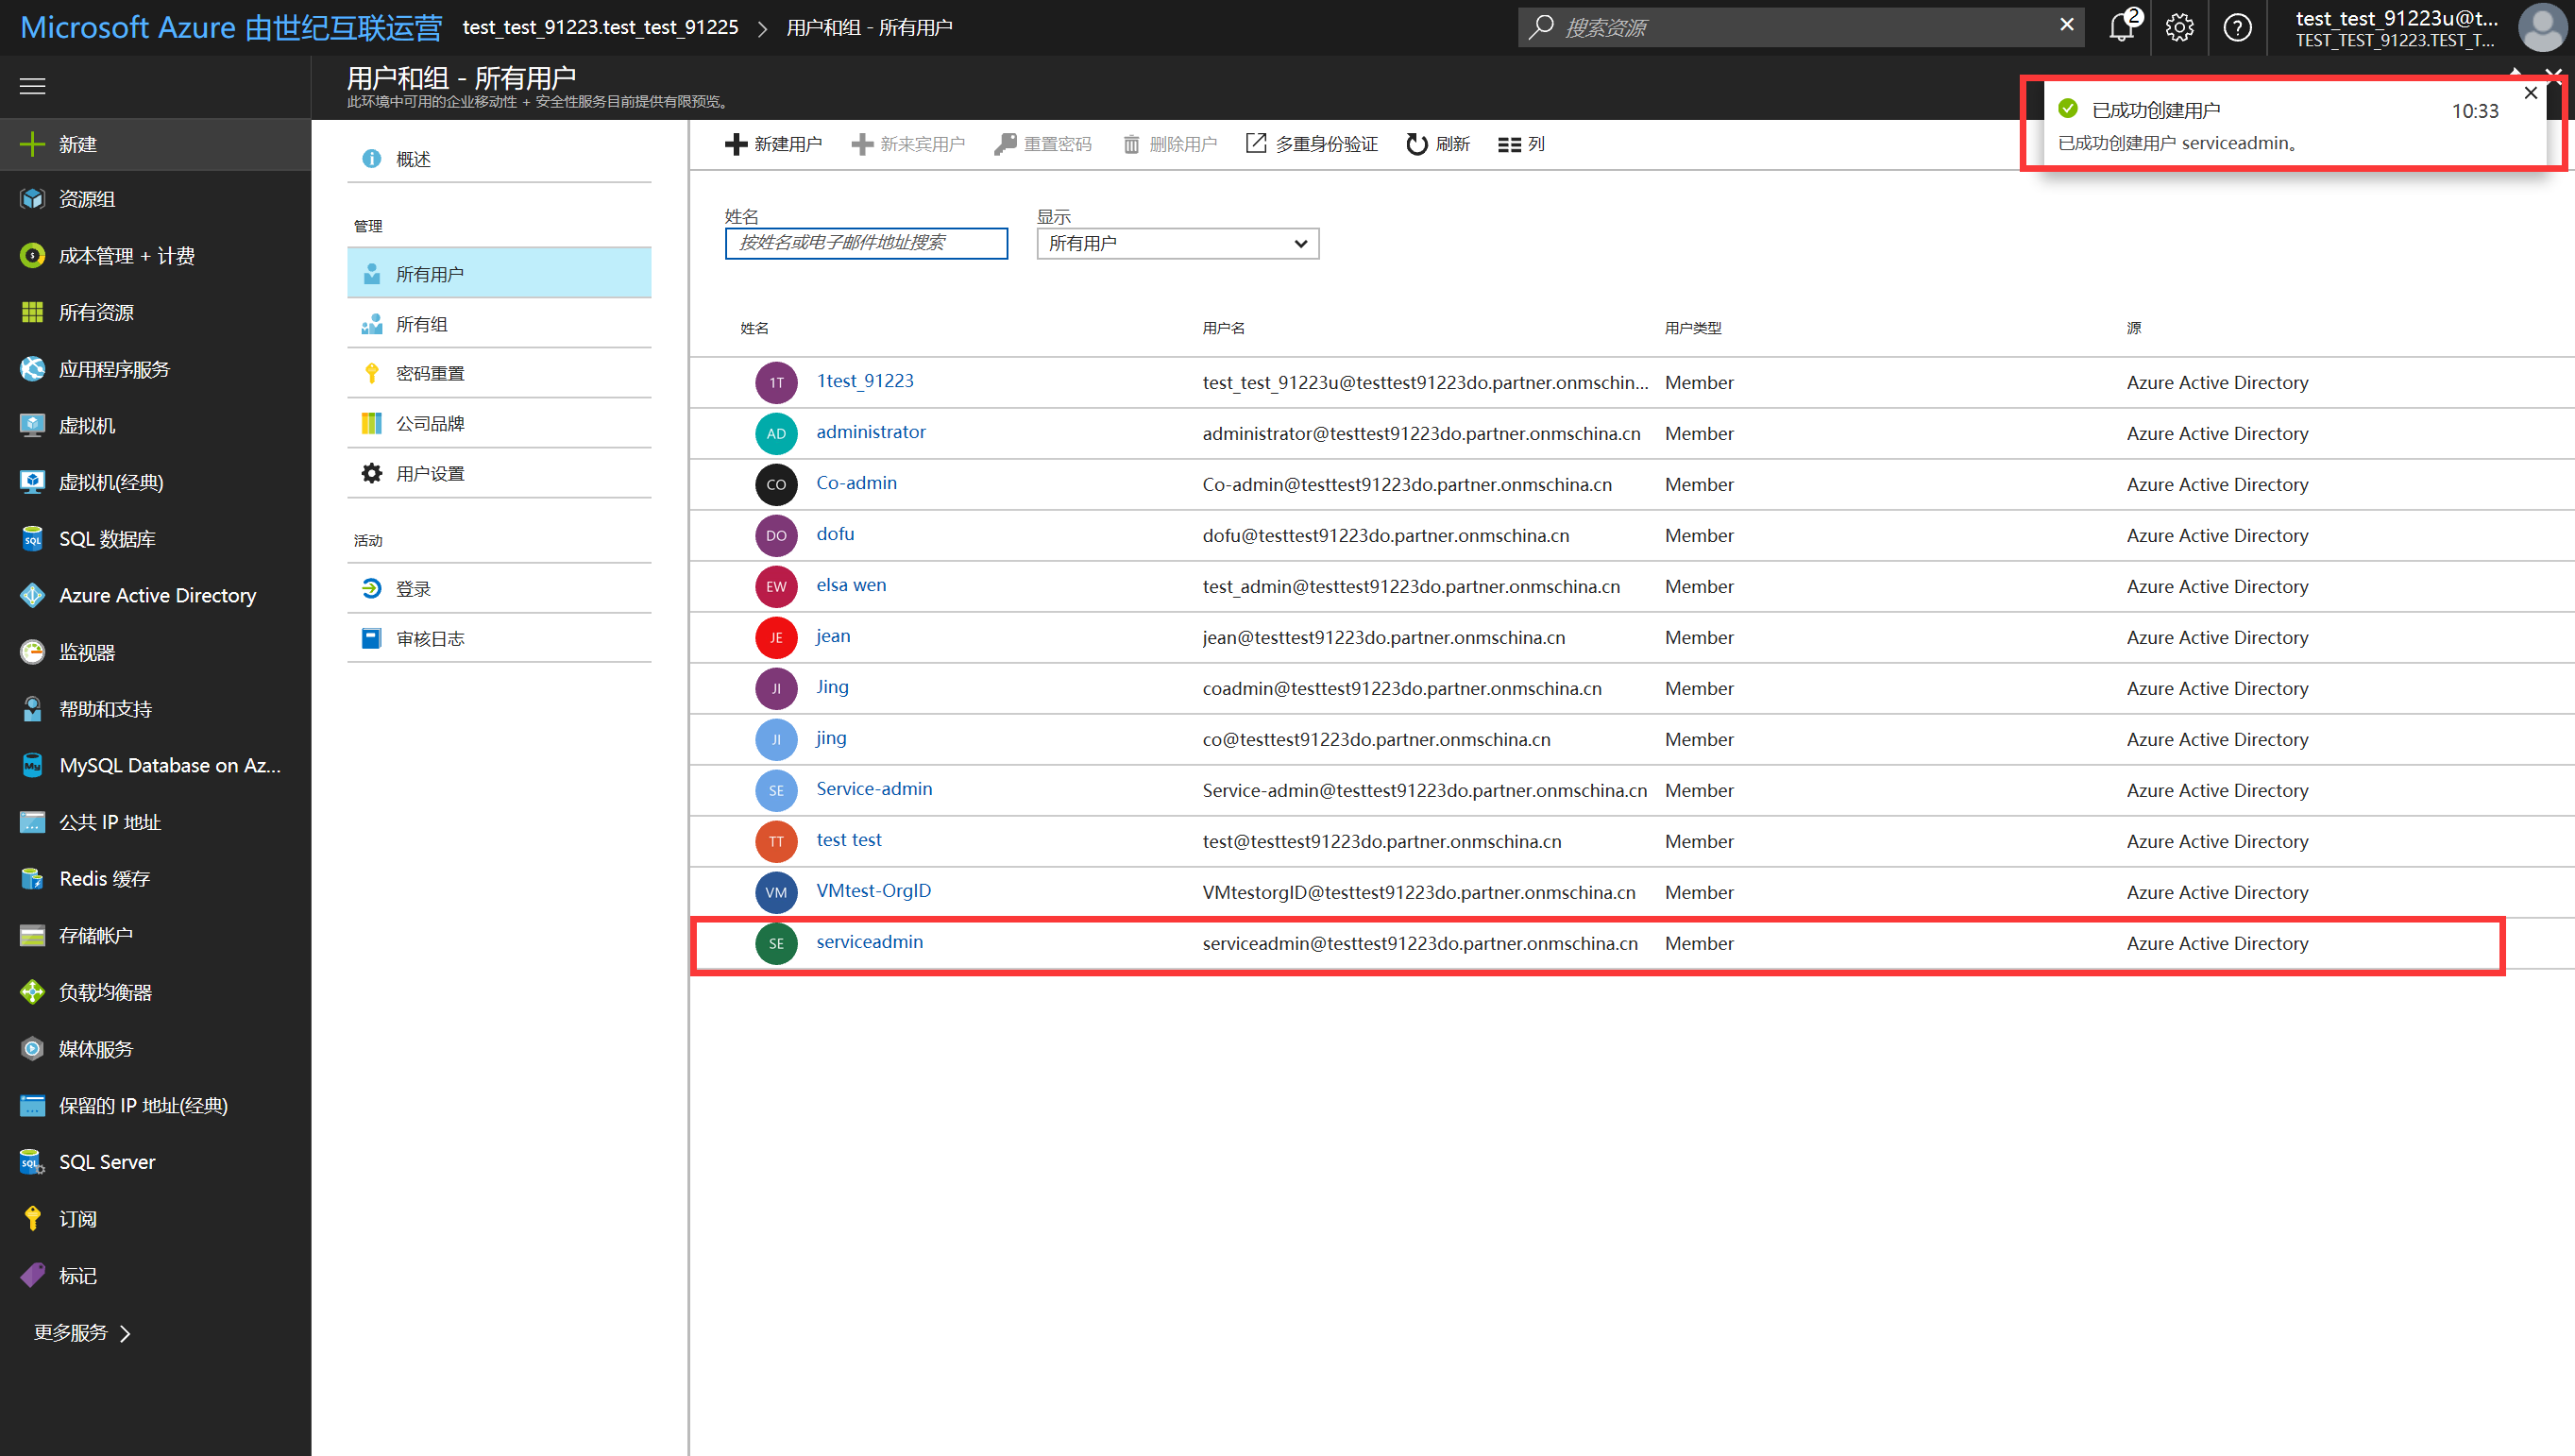 Microsoft Azure 由世纪互联运营
test_test_91223.test_test_91225 > 用户和组 - 所有用户
搜索资源
2
test_test_91223u@t...
TEST_TEST_91223.TEST_T...
用户和组 - 所有用户
此环境中可用的企业移动性 + 安全性服务目前提供有限预览。
已成功创建用户 10:33
已成功创建用户 serviceadmin。
新建
资源组
成本管理 + 计费
所有资源
应用程序服务
虚拟机
虚拟机(经典)
SQL 数据库
Azure Active Directory
监视器
帮助和支持
MySQL Database on Az...
公共 IP 地址
Redis 缓存
存储帐户
负载均衡器
媒体服务
保留的 IP 地址(经典)
SQL Server
订阅
标记
更多服务 >
概述
管理
所有用户
所有组
密码重置
公司品牌
用户设置
活动
登录
审核日志
新建用户 新来宾用户 重置密码 删除用户 多重身份验证 刷新 列
姓名 显示
按姓名或电子邮件地址搜索 所有用户
姓名 用户名 用户类型 源
1T 1test_91223 test_test_91223u@testtest91223do.partner.onmschin... Member Azure Active Directory
AD administrator administrator@testtest91223do.partner.onmschina.cn Member Azure Active Directory
CO Co-admin Co-admin@testtest91223do.partner.onmschina.cn Member Azure Active Directory
DO dofu dofu@testtest91223do.partner.onmschina.cn Member Azure Active Directory
EW elsa wen test_admin@testtest91223do.partner.onmschina.cn Member Azure Active Directory
JE jean jean@testtest91223do.partner.onmschina.cn Member Azure Active Directory
JI Jing coadmin@testtest91223do.partner.onmschina.cn Member Azure Active Directory
JI jing co@testtest91223do.partner.onmschina.cn Member Azure Active Directory
SE Service-admin Service-admin@testtest91223do.partner.onmschina.cn Member Azure Active Directory
TT test test test@testtest91223do.partner.onmschina.cn Member Azure Active Directory
VM VMtest-OrgID VMtestorgID@testtest91223do.partner.onmschina.cn Member Azure Active Directory
SE serviceadmin serviceadmin@testtest91223do.partner.onmschina.cn Member Azure Active Directory